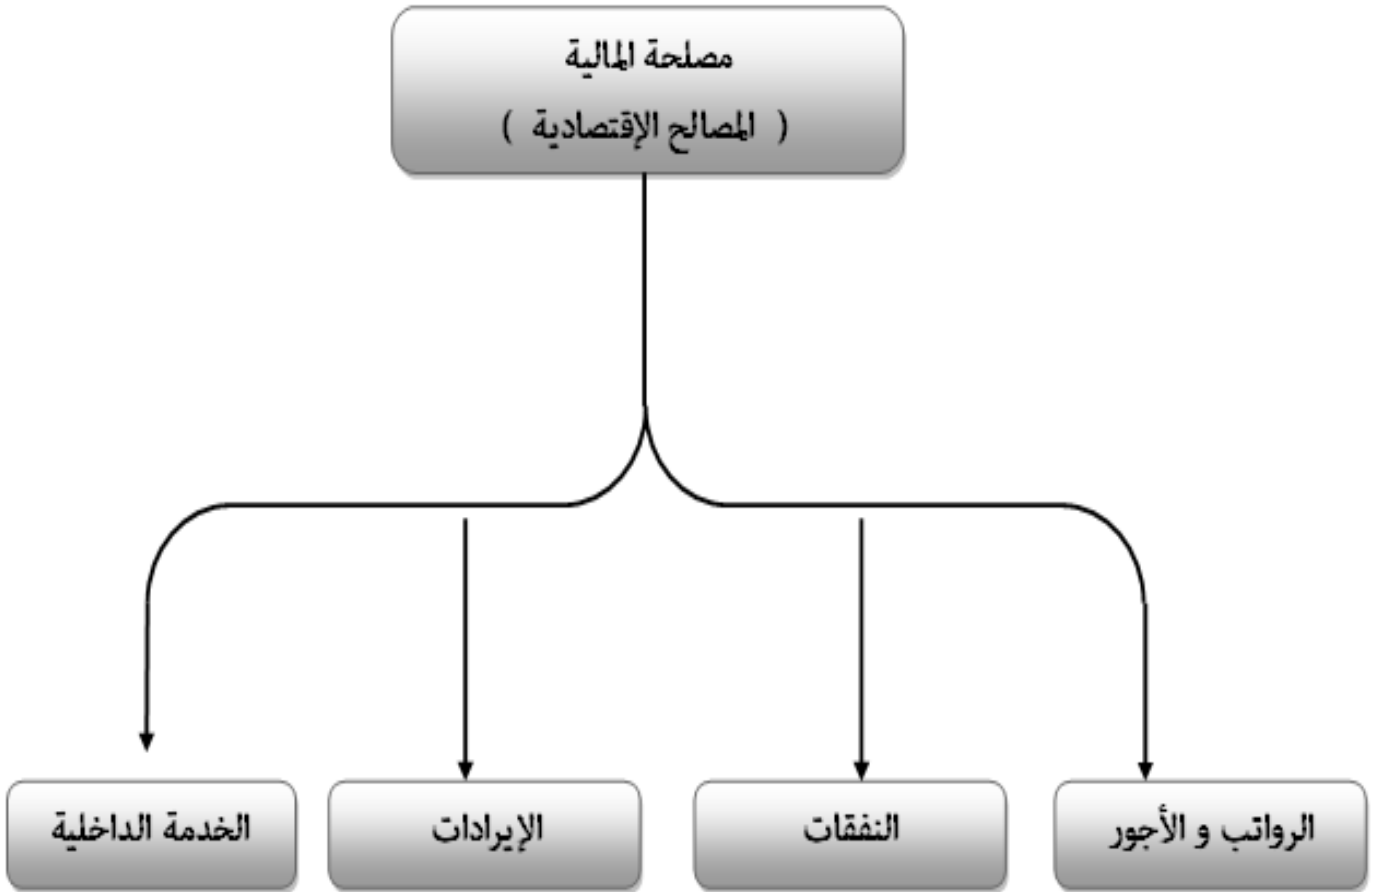 مصلحة المالية
( المصالح الإقتصادية )
الرواتب و الأجور
النفقات
الإيرادات
الخدمة الداخلية